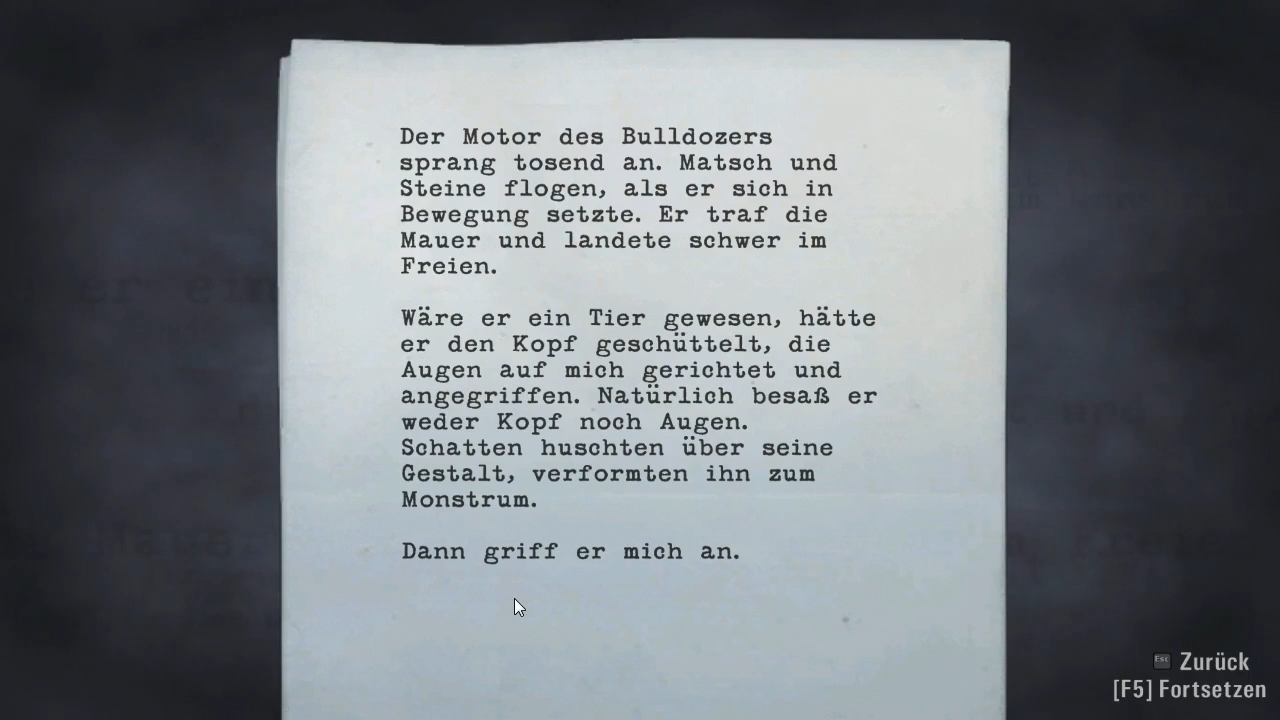 Der Motor des Bulldozers
sprang tosend an. Matsch und
Steine flogen, als er sich in
Bewegung setzte. Er traf die
Mauer und landete schwer im
Freien.
Wäre er ein Tier gewesen, hätte
er den Kopf geschüttelt, die
Augen auf mich gerichtet und
angegriffen. Natürlich besaß er
weder Kopf noch Augen.
Schatten huschten über seine
Gestalt, verformten ihn zum
Monstrum.
Dann griff er mich an.
Esc Zurück
[F5] Fortsetzen